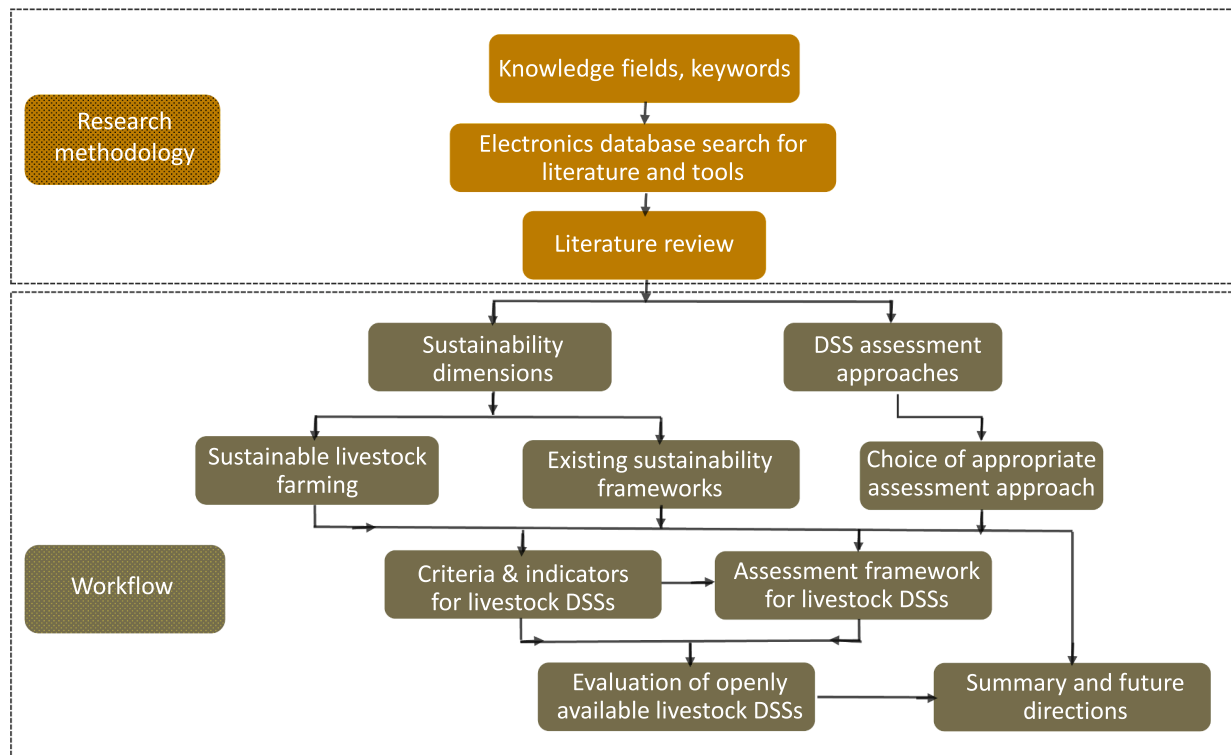 Knowledge fields, keywords
Research
methodology
Electronics database search for
literature and tools
Literature review
Sustainability
dimensions
DSS assessment
approaches
Sustainable livestock
farming
Existing sustainability
frameworks
Choice of appropriate
assessment approach
Workflow
Criteria & indicators
for livestock DSSs
Assessment framework
for livestock DSSs
Evaluation of openly
available livestock DSSs
Summary and future
directions